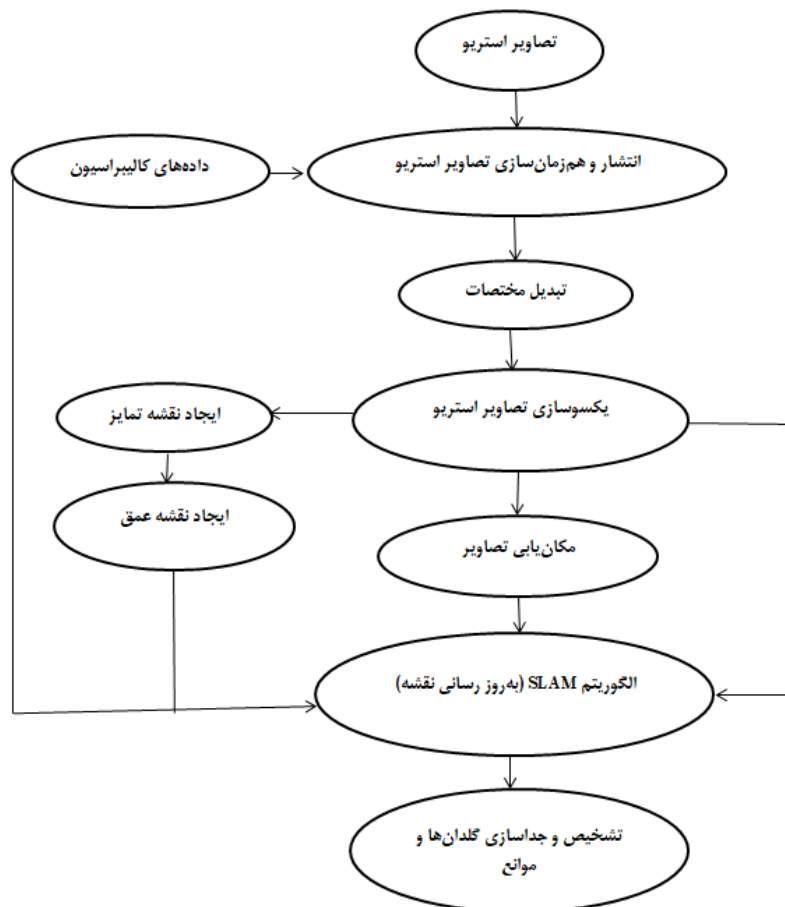 تصاویر استریو
انتشار و هم‌زمان‌سازی تصاویر استریو
داده‌های کالیبراسیون
تبدیل مختصات
یکسوسازی تصاویر استریو
ایجاد نقشه تمایز
ایجاد نقشه عمق
مکان‌یابی تصاویر
الگوریتم SLAM (به‌روز رسانی نقشه)
تشخیص و جداسازی گلدان‌ها و
موانع